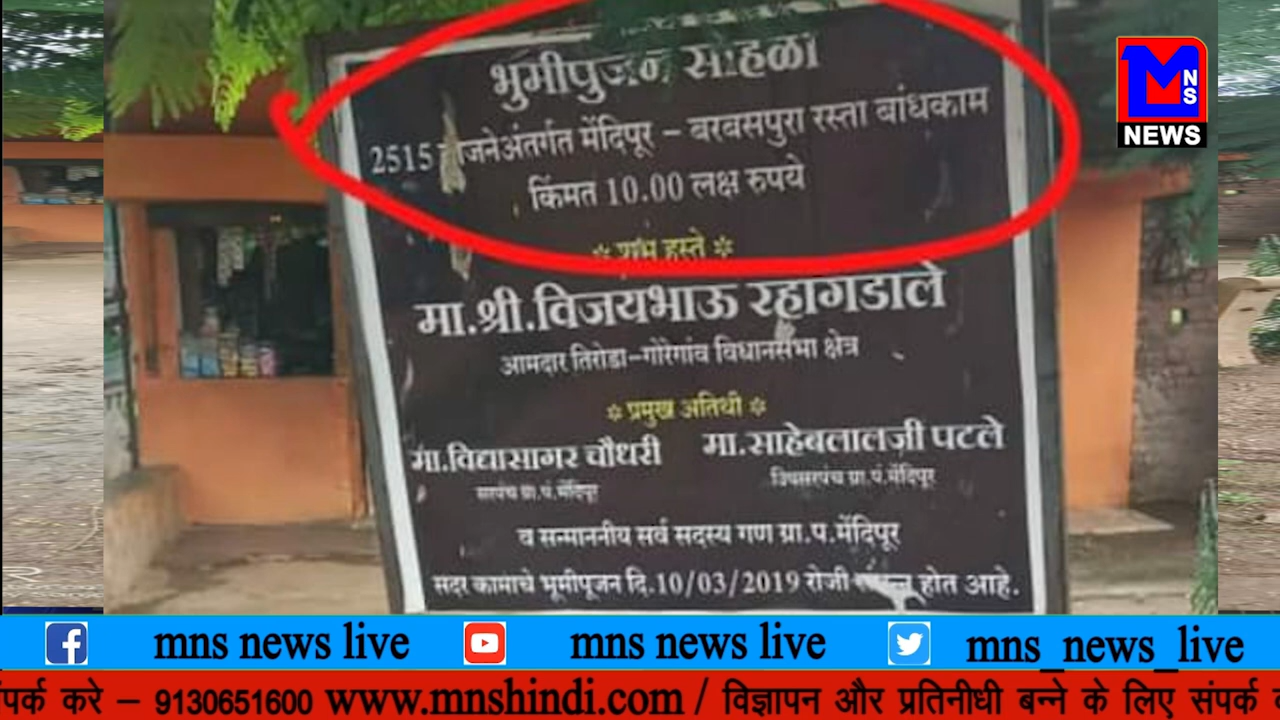 भुमीपुजन सोहळा
2515 योजनेअंतर्गत मेंदिपूर – बरबसपुरा रस्ता बांधकाम
किंमत 10.00 लक्ष रुपये
* शुभ हस्ते *
मा.श्री.विजयभाऊ रहागडाले
आमदार तिरोडा-गोरेगांव विधानसभा क्षेत्र
* प्रमुख अतिथी *
मा.विद्यासागर चौधरी मा.साहेबलालजी पटले
सरपंच ग्रा.पं.मेंदिपूर उपसरपंच ग्रा.पं.मेंदिपूर
व सन्माननीय सर्व सदस्य गण ग्रा.प.मेंदिपूर
सदर कामाचे भूमीपूजन दि.10/03/2019 रोजी होत आहे.
M NS
NEWS
mns news live mns news live mns_news_live
संपर्क करे – 9130651600 www.mnshindi.com / विज्ञापन और प्रतिनीधी बन्ने के लिए संपर्क